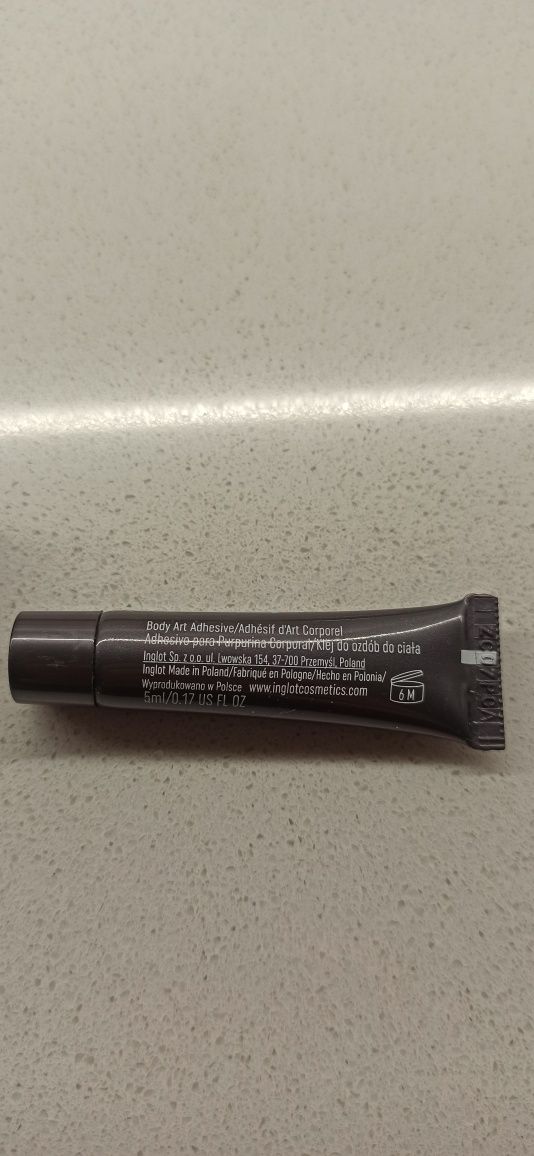 Body Art Adhesive/Adhésif d'Art Corporel
Adhesivo para Purpurina Corporal/Klej do ozdób do ciała
Inglot Sp. z o.o. ul. Lwowska 154, 37-700 Przemyśl, Poland
Inglot Made in Poland/Fabriqué en Pologne/Hecho en Polonia/
Wyprodukowano w Polsce www.inglotcosmetics.com
5ml/0.17 US FL OZ
6 M